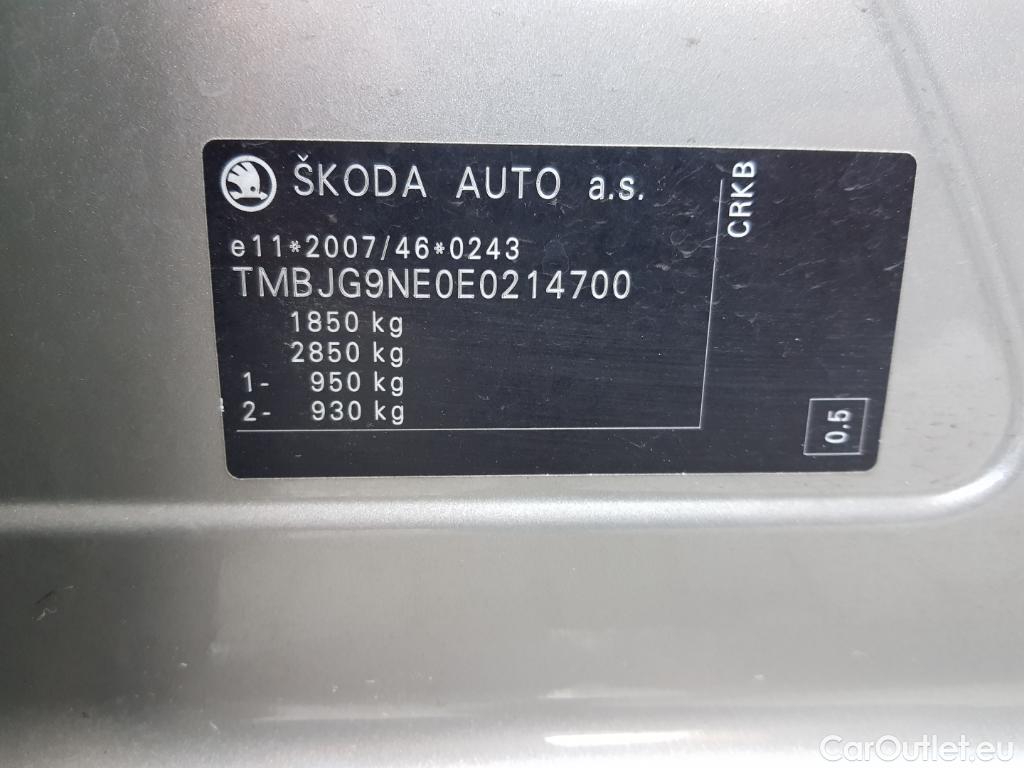 ŠKODA AUTO a.s.
e11*2007/46*0243
TMBJG9NE0E0214700
1850 kg
2850 kg
1- 950 kg
2- 930 kg
CRKB
0.5
CarOutlet.eu